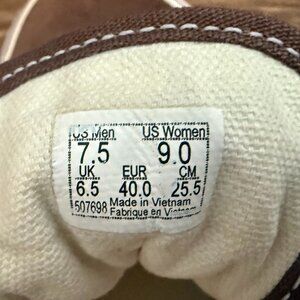 US Men US Women
7.5 9.0
UK EUR CM
6.5 40.0 25.5
507698 Made in Vietnam
Fabriqué en Vietnam